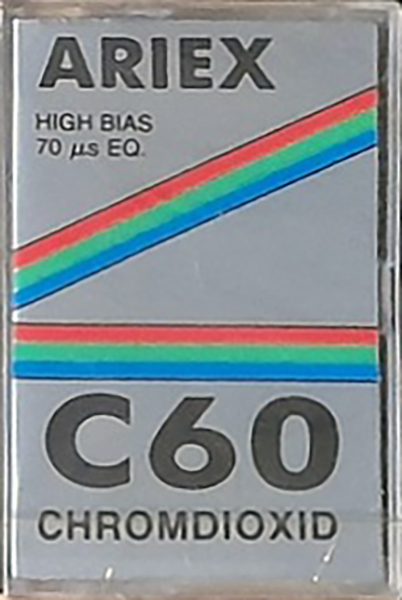 ARIEX
HIGH BIAS
70 µs EQ.
C60
CHROMDIOXID